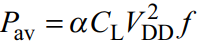 P_av = αC_L V_DD^2 f